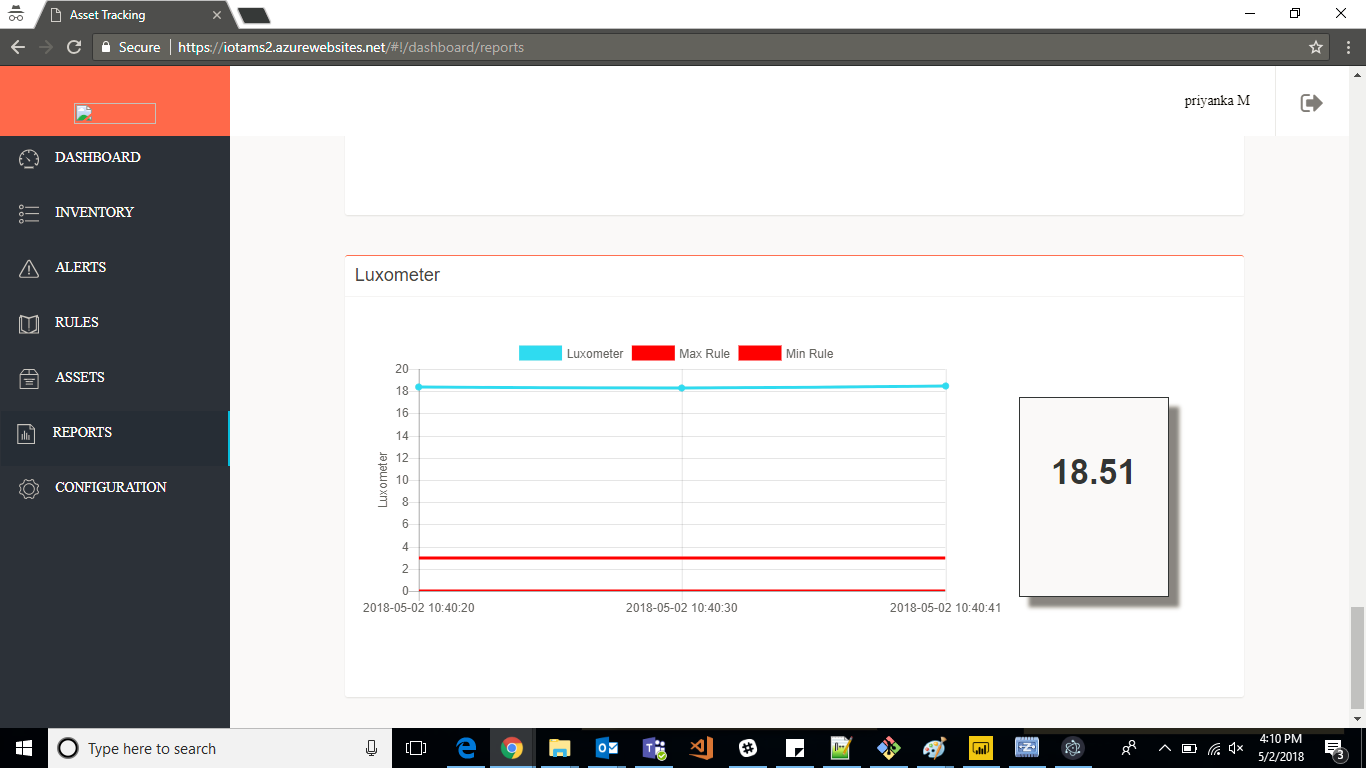 Asset Tracking
Secure
https://iotams2.azurewebsites.net/#!/dashboard/reports
priyanka M
DASHBOARD
INVENTORY
ALERTS
RULES
ASSETS
REPORTS
CONFIGURATION
Luxometer
Luxometer Max Rule Min Rule
20
18
16
14
12
10
8
6
4
2
0
Luxometer
2018-05-02 10:40:20 2018-05-02 10:40:30 2018-05-02 10:40:41
18.51
Type here to search
4:10 PM
5/2/2018
3